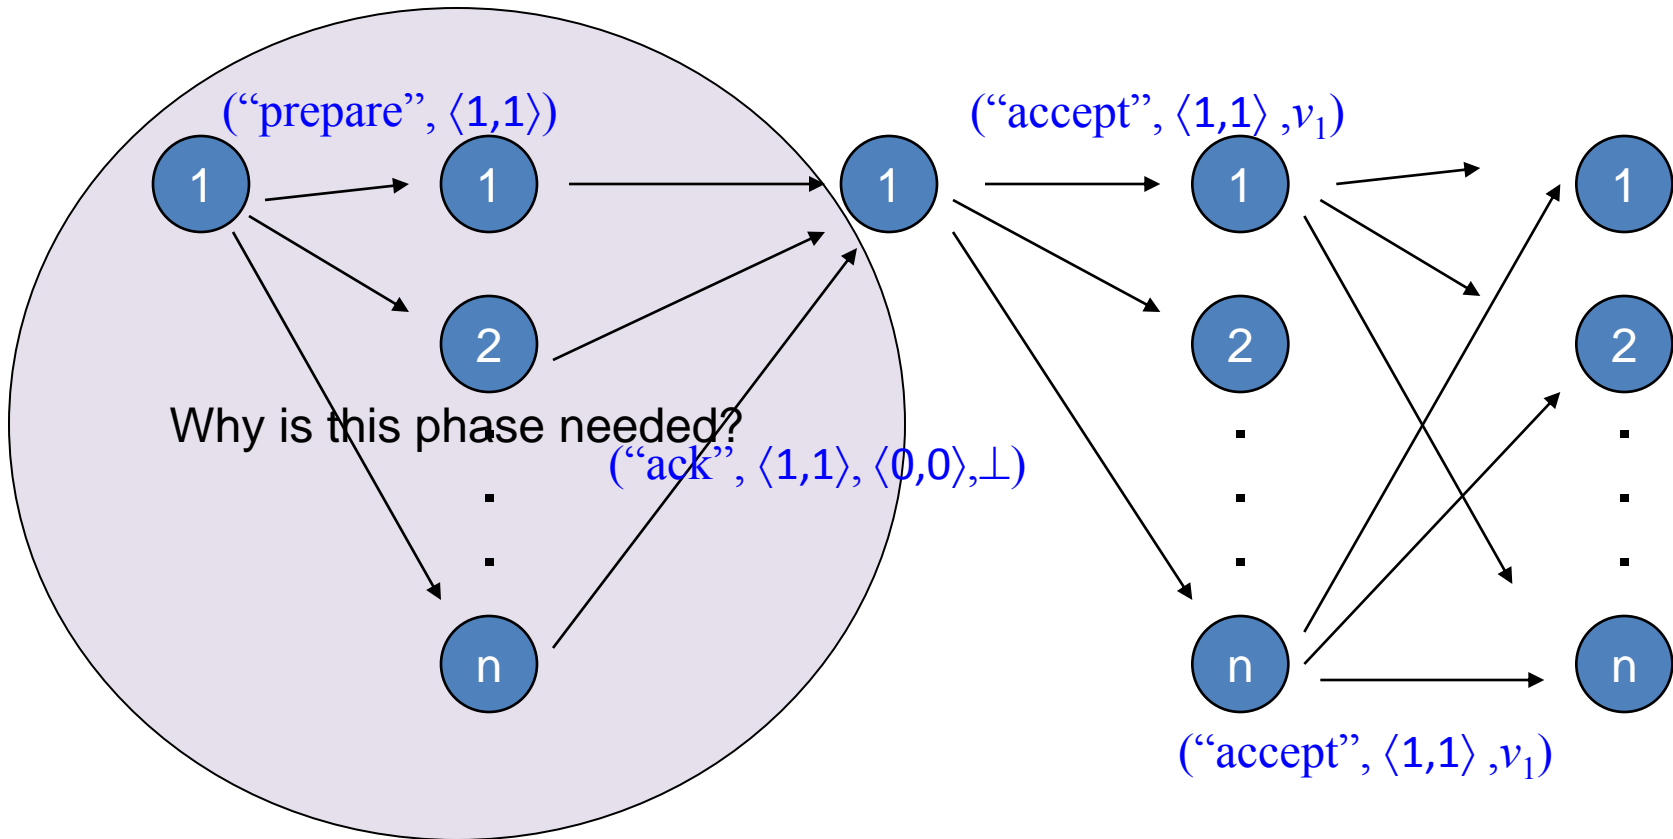 (“prepare”, ⟨1,1⟩)
(“accept”, ⟨1,1⟩ ,v₁)
1 1 1 1 1
2 2 2
Why is this phase needed?
(“ack”, ⟨1,1⟩, ⟨0,0⟩,⊥)
n n n
(“accept”, ⟨1,1⟩ ,v₁)